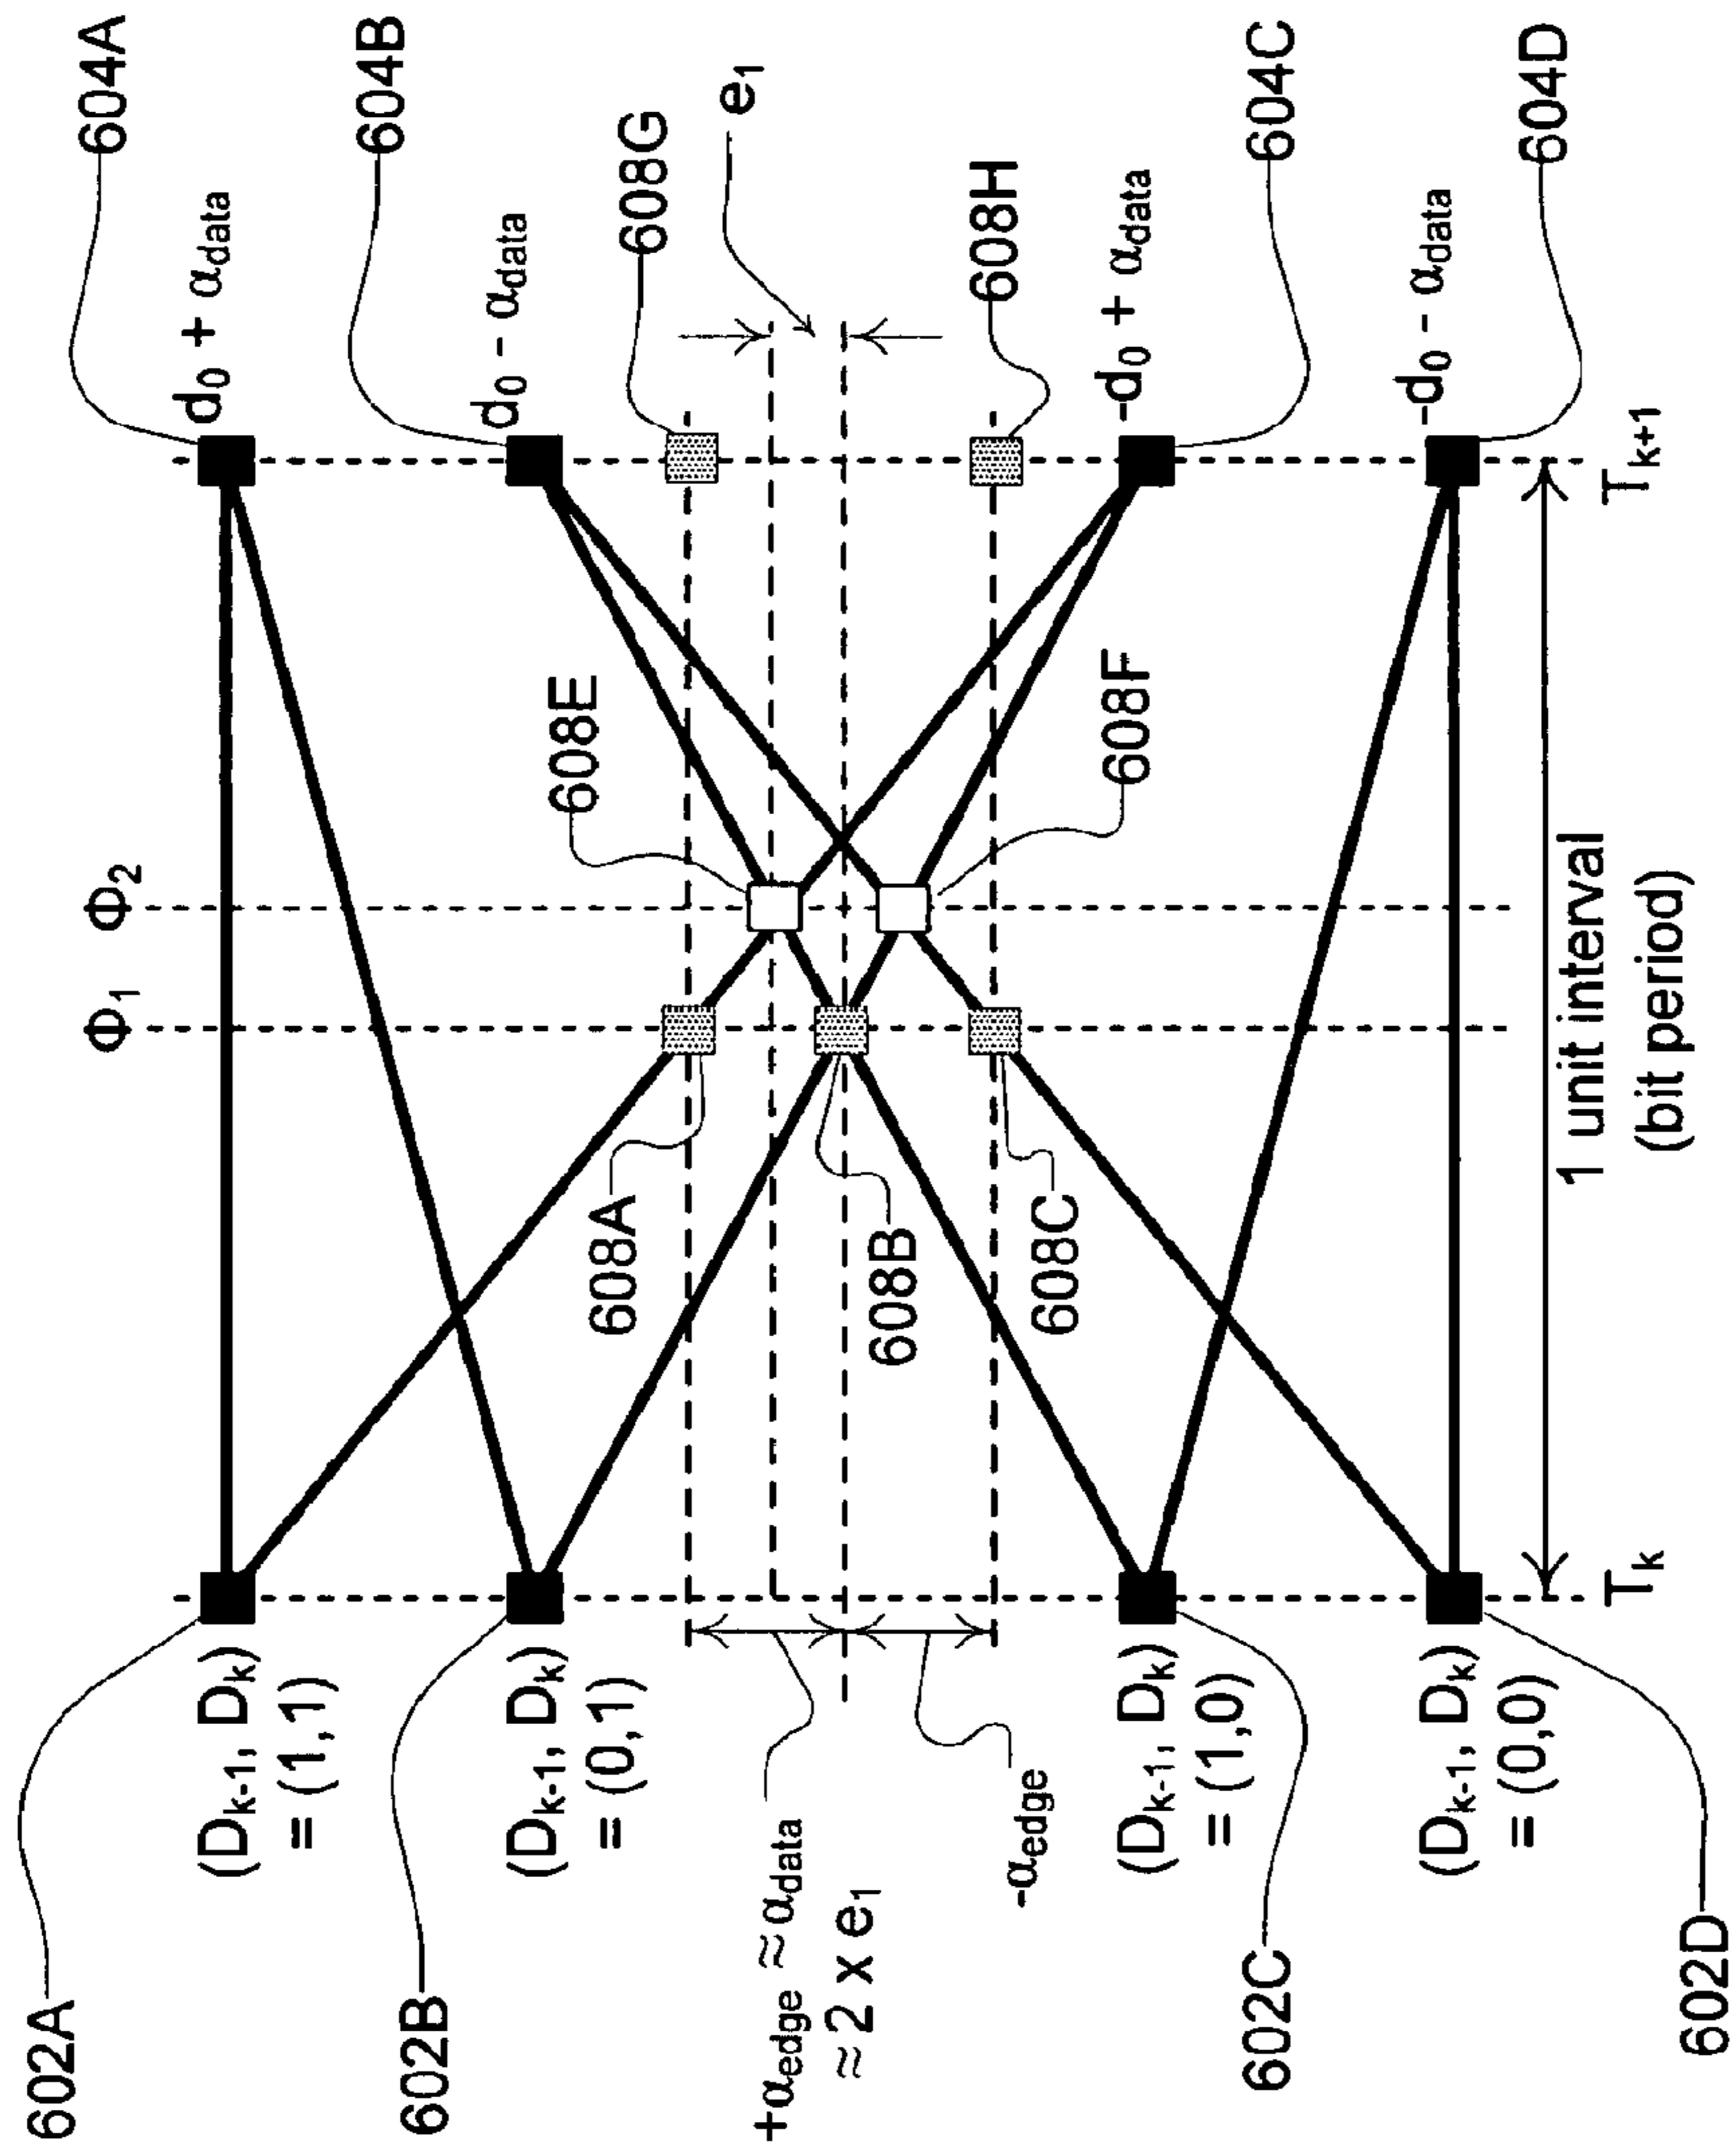 602A
(Dk-1, Dk)
= (1,1)
602B
(Dk-1, Dk)
= (0,1)
+αedge ≈ αdata
≈ 2 x e1
-αedge
602C
(Dk-1, Dk)
= (1,0)
602D
(Dk-1, Dk)
= (0,0)
Tk
Φ1
Φ2
608A
608B
608C
608E
608F
1 unit interval
(bit period)
604A
d0 + αdata
604B
d0 - αdata
608G
e1
608H
-d0 + αdata
604C
-d0 - αdata
604D
Tk+1